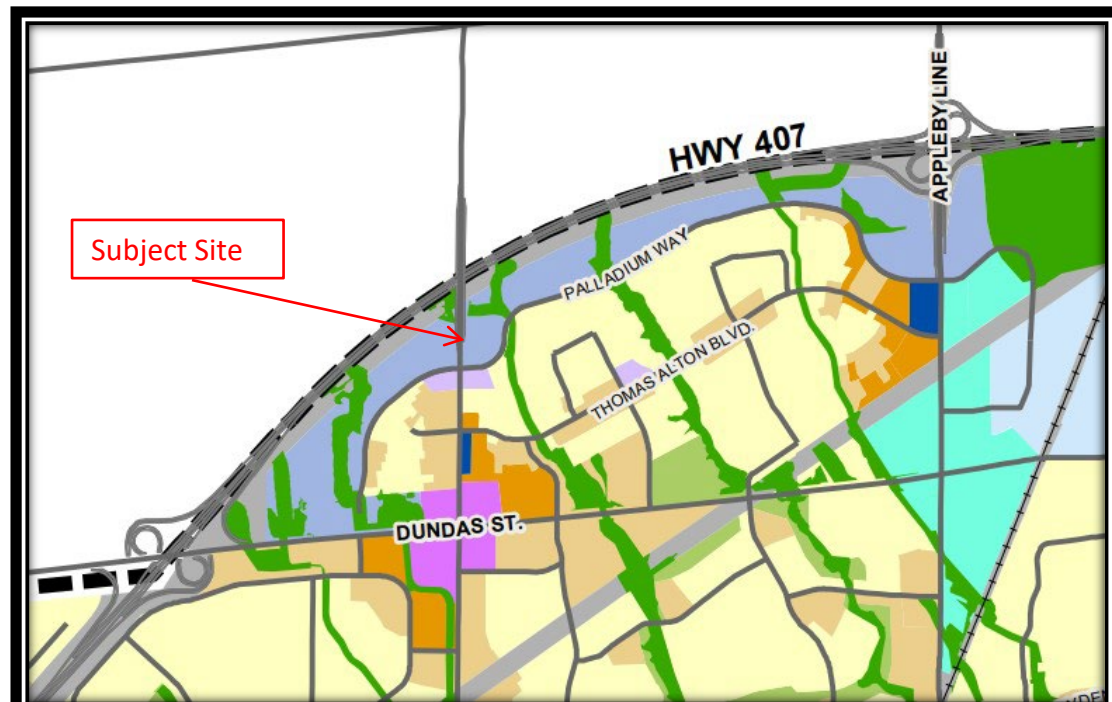 APPLEBY LINE
HWY 407
Subject Site
PALLADIUM WAY
THOMAS ALTON BLVD.
DUNDAS ST.